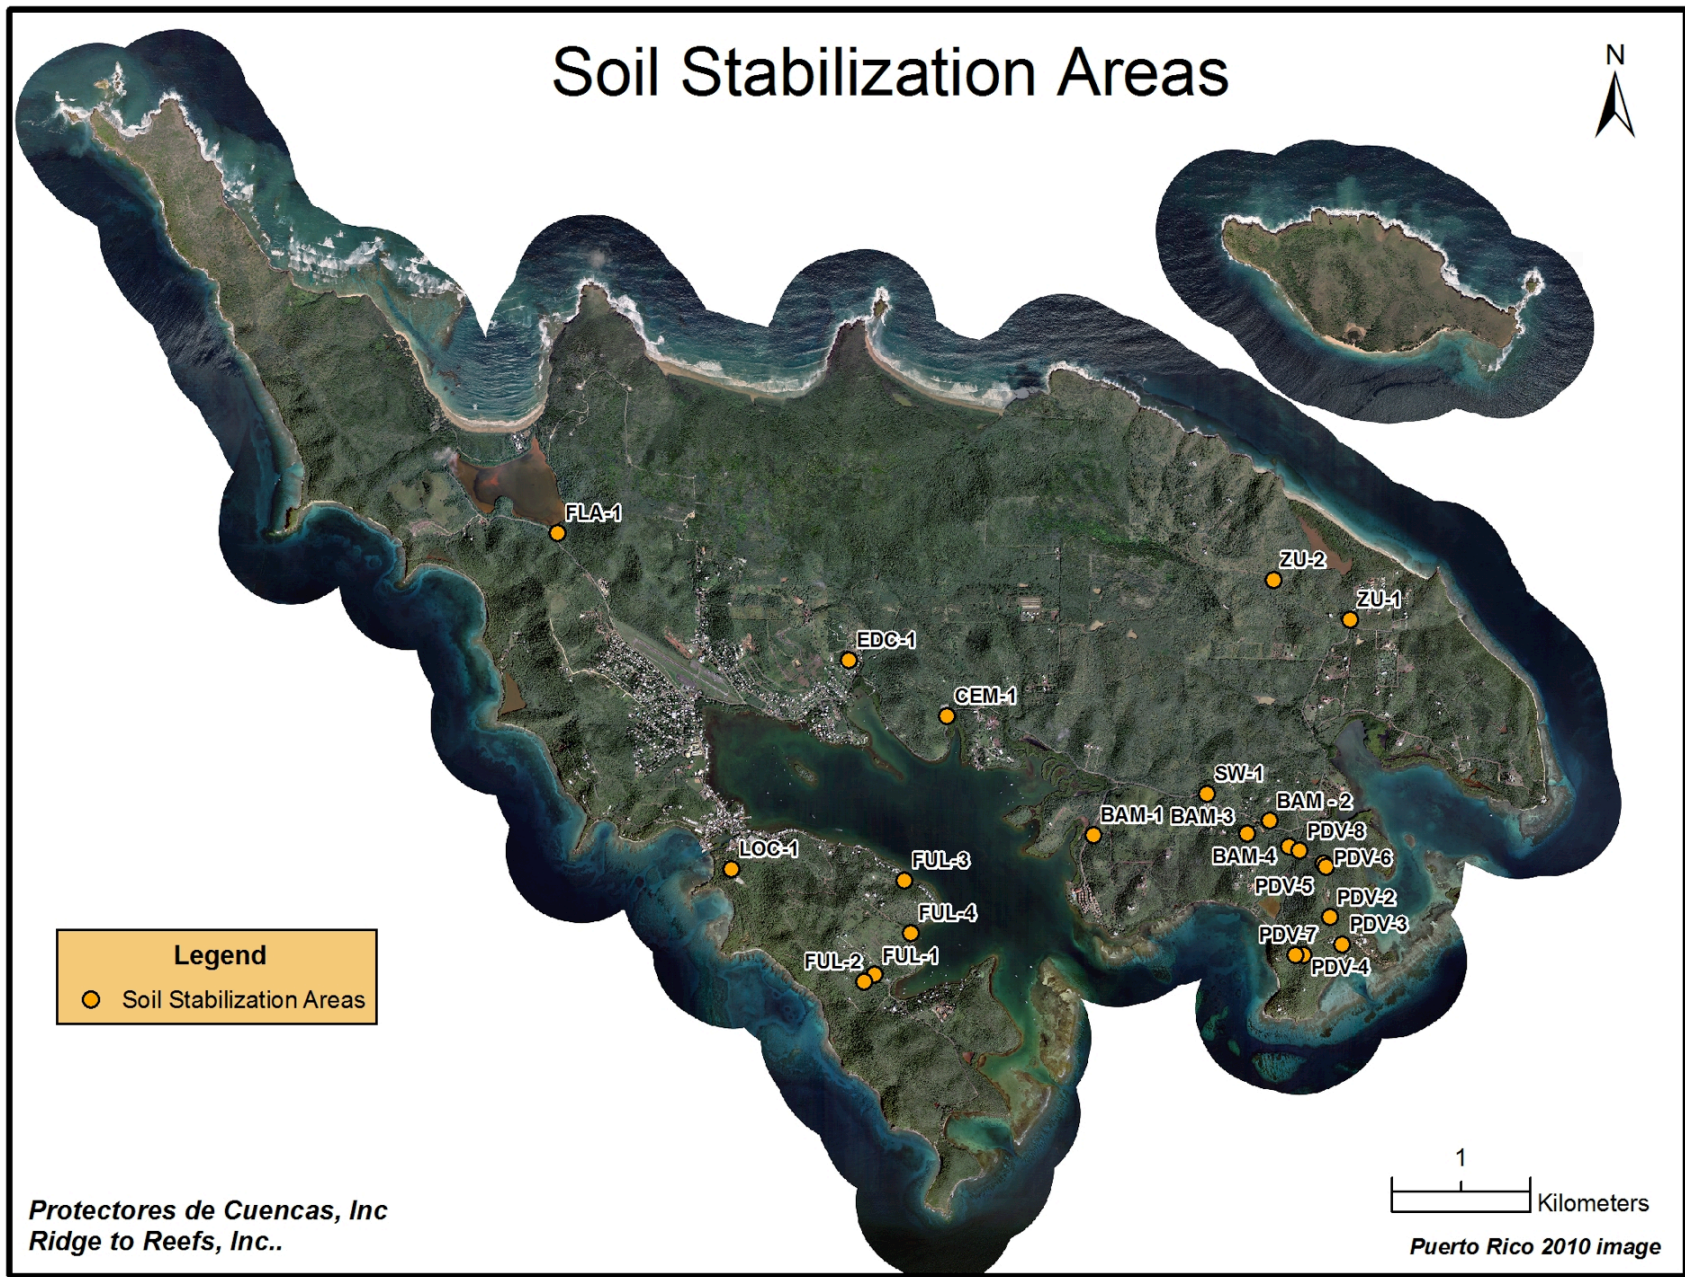 Soil Stabilization Areas
N
FLA-1
ZU-2
ZU-1
EDC-1
CEM-1
SW-1
BAM-1
BAM-3
BAM - 2
PDV-8
BAM-4
PDV-6
LOC-1
FUL-3
PDV-5
PDV-2
FUL-4
PDV-3
PDV-7
FUL-2
FUL-1
PDV-4
Legend
Soil Stabilization Areas
1
Kilometers
Protectores de Cuencas, Inc
Ridge to Reefs, Inc..
Puerto Rico 2010 image